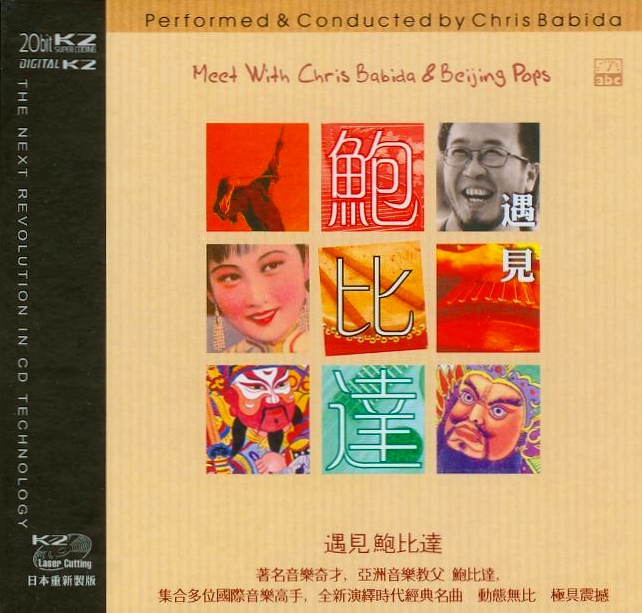 Performed & Conducted by Chris Babida
20bit K2
SUPER CODING
DIGITAL K2
Meet With Chris Babida & Beijing Pops
abc
THE NEXT REVOLUTION IN CD TECHNOLOGY
鮑
遇
比
見
達
K2
Laser Cutting
日本重新製版
遇見 鮑比達
著名音樂奇才，亞洲音樂教父 鮑比達，
集合多位國際音樂高手，全新演繹時代經典名曲 動態無比 極具震撼